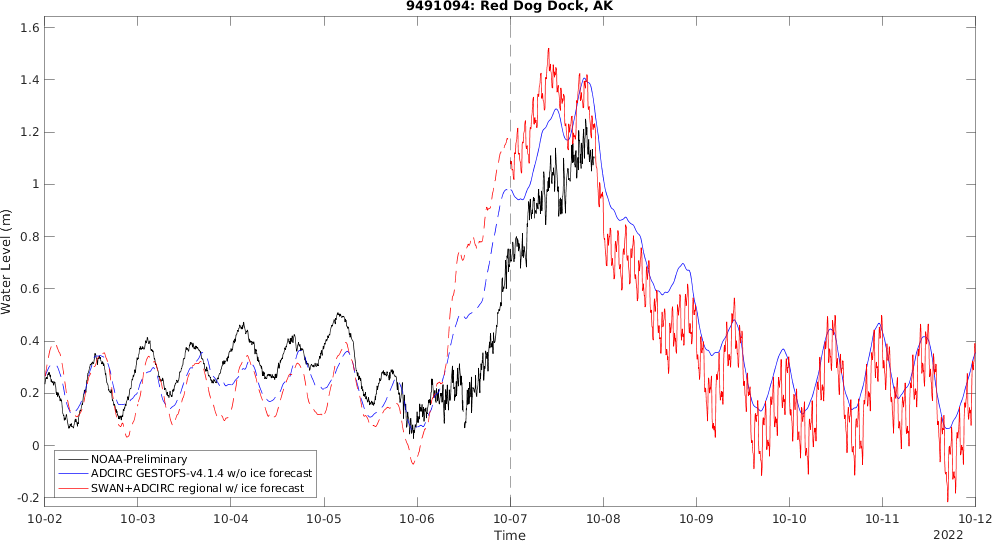 9491094: Red Dog Dock, AK
1.6
1.4
1.2
1
0.8
0.6
0.4
0.2
0
-0.2
Water Level (m)
NOAA-Preliminary
ADCIRC GESTOFS-v4.1.4 w/o ice forecast
SWAN+ADCIRC regional w/ ice forecast
10-02 10-03 10-04 10-05 10-06 10-07 10-08 10-09 10-10 10-11 10-12
Time
2022